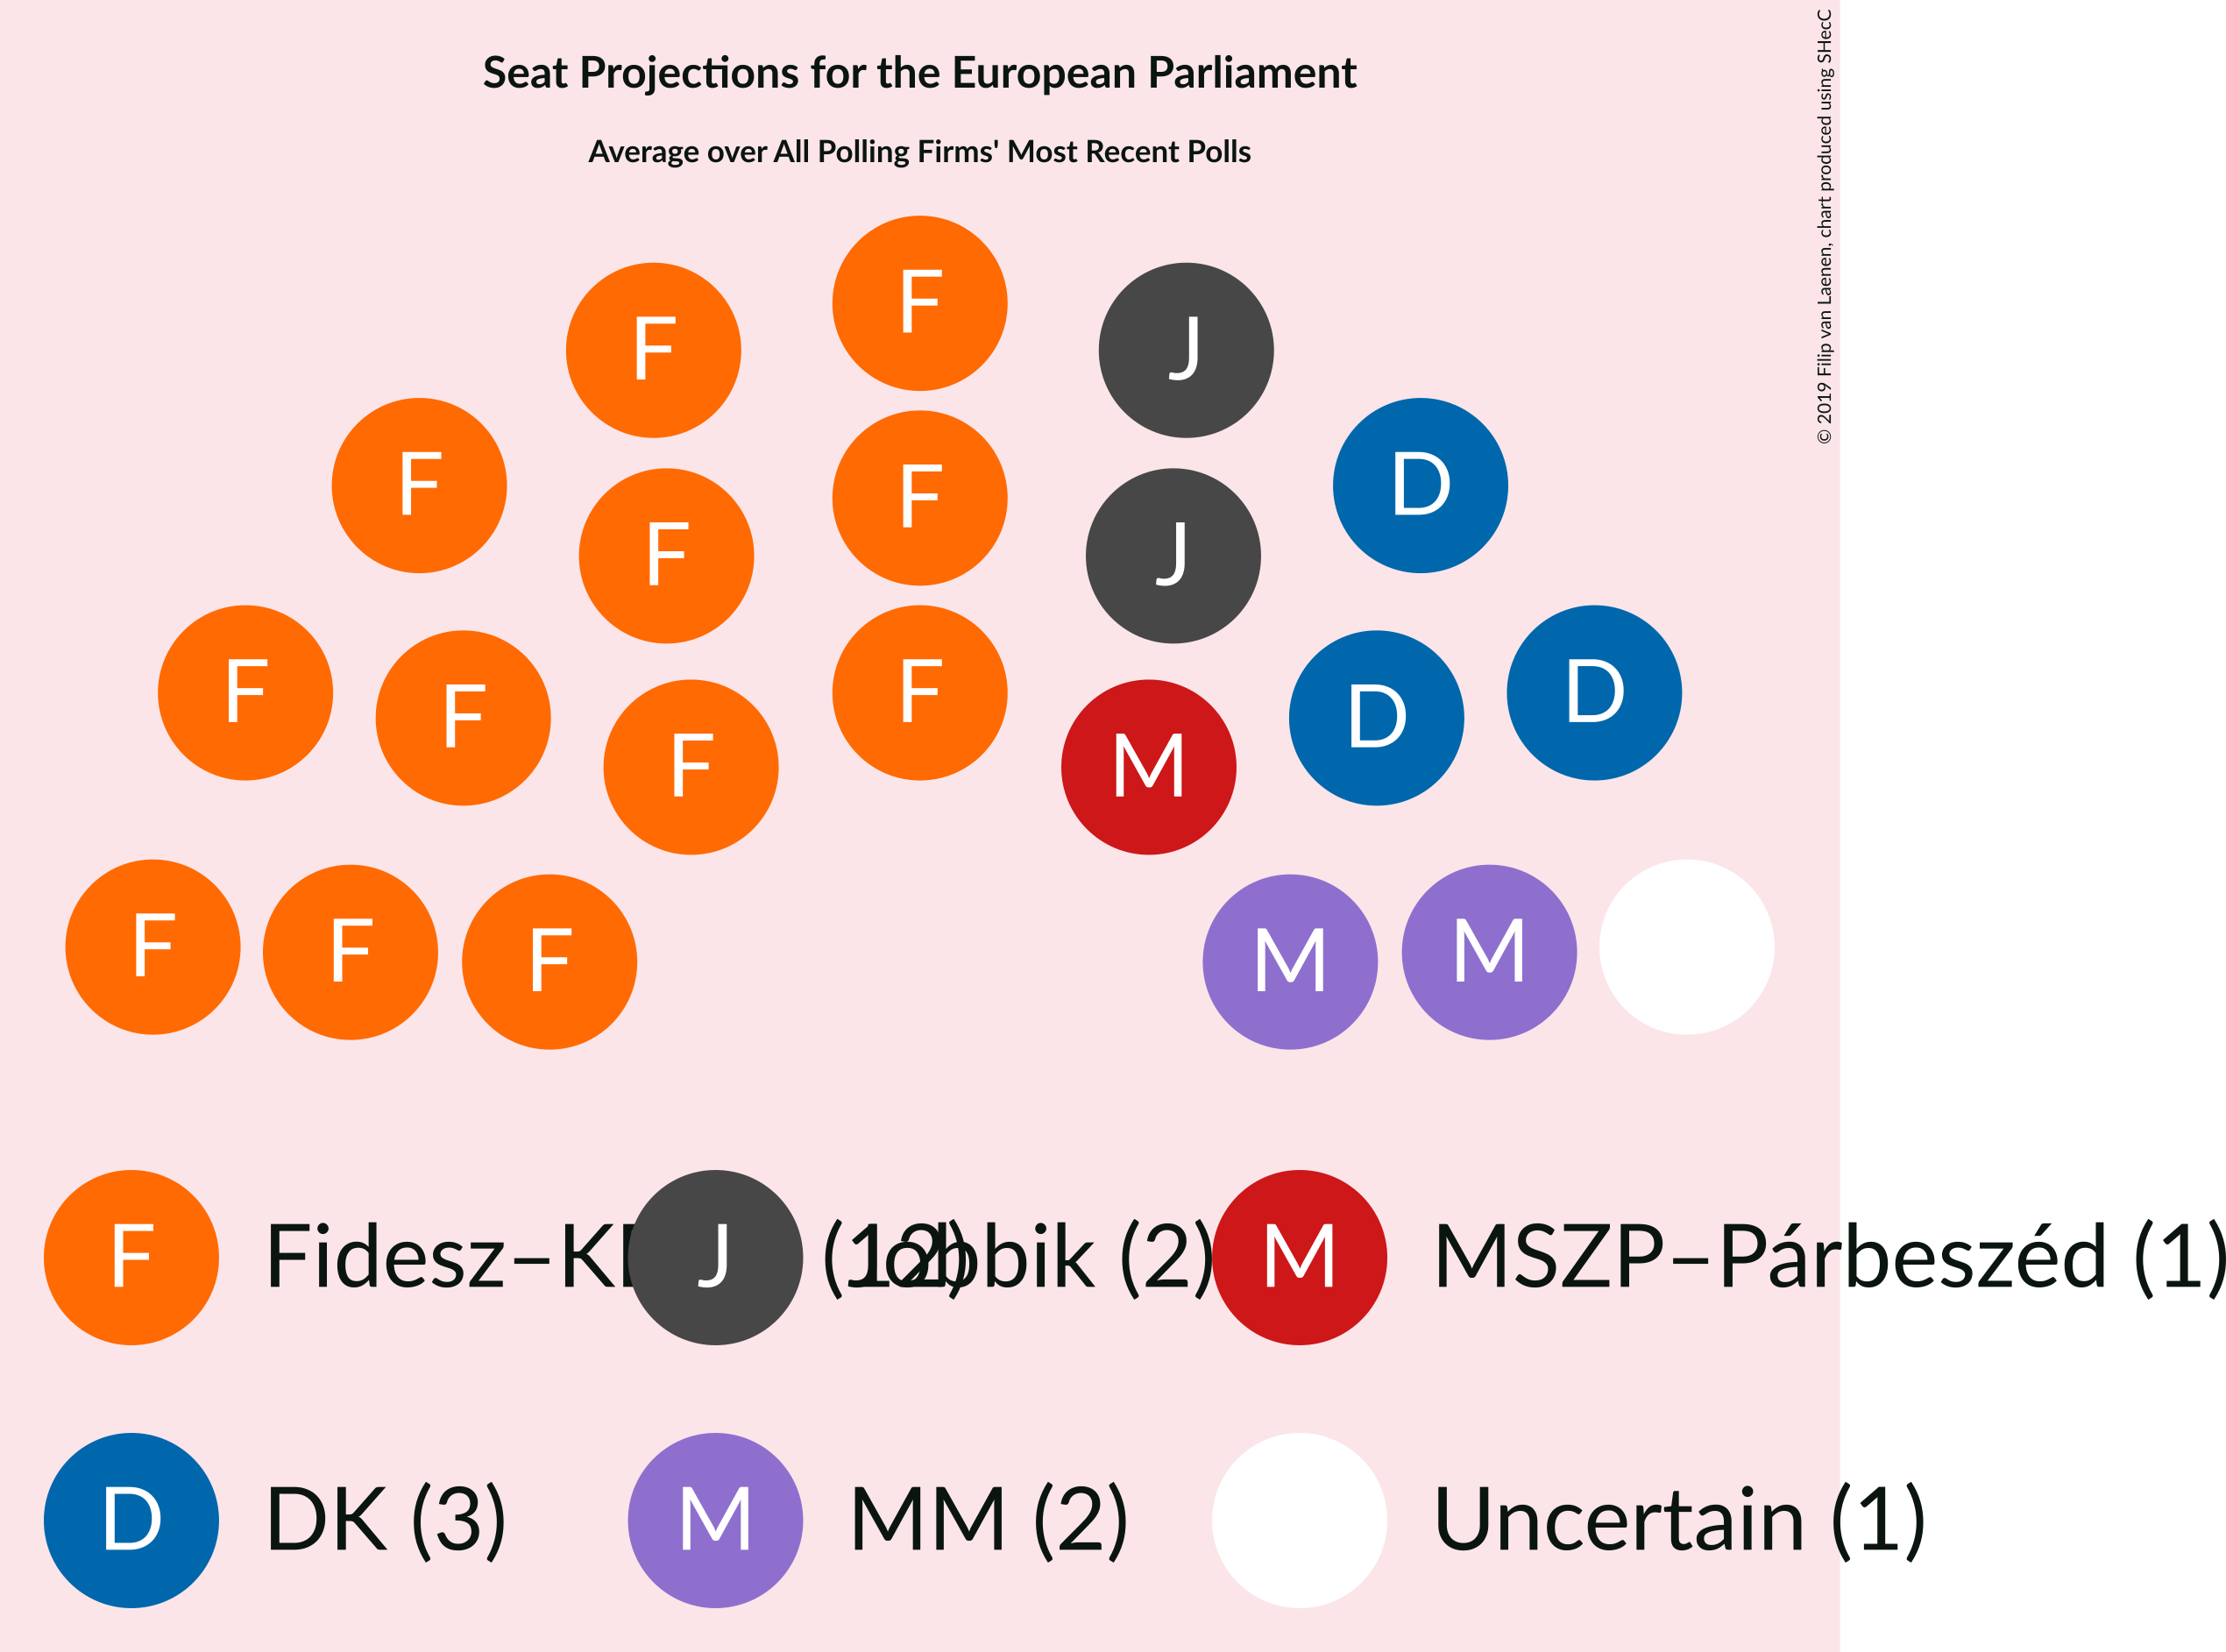 Seat Projections for the European Parliament
Average over All Polling Firms' Most Recent Polls
© 2019 Filip van Laenen, chart produced using SHecC
F
F J
F F D
F J
F F D
F D
F M
F F F M M
F Fidesz–K (12) J Jobbik (2) M MSZP–Párbeszéd (1)
D DK (3) M MM (2) Uncertain (1)